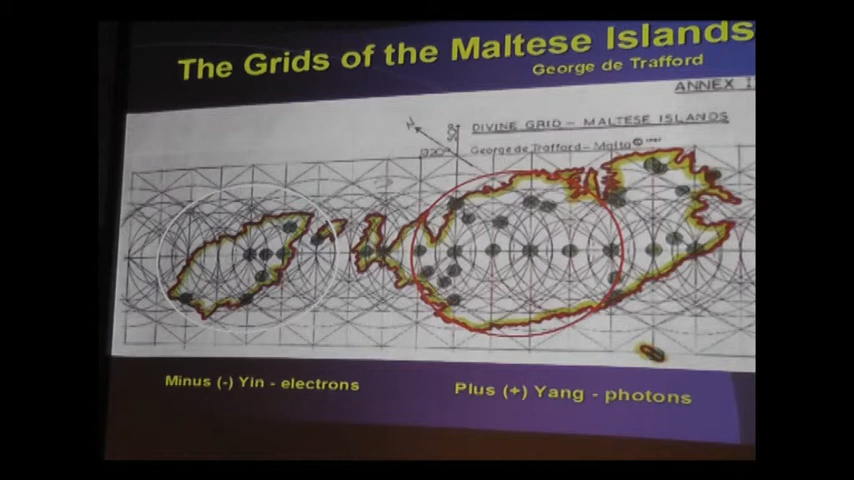 The Grids of the Maltese Islands
George de Trafford
ANNEX I
DIVINE GRID – MALTESE ISLANDS
George de Trafford – Malta ©
Minus (-) Yin - electrons
Plus (+) Yang - photons